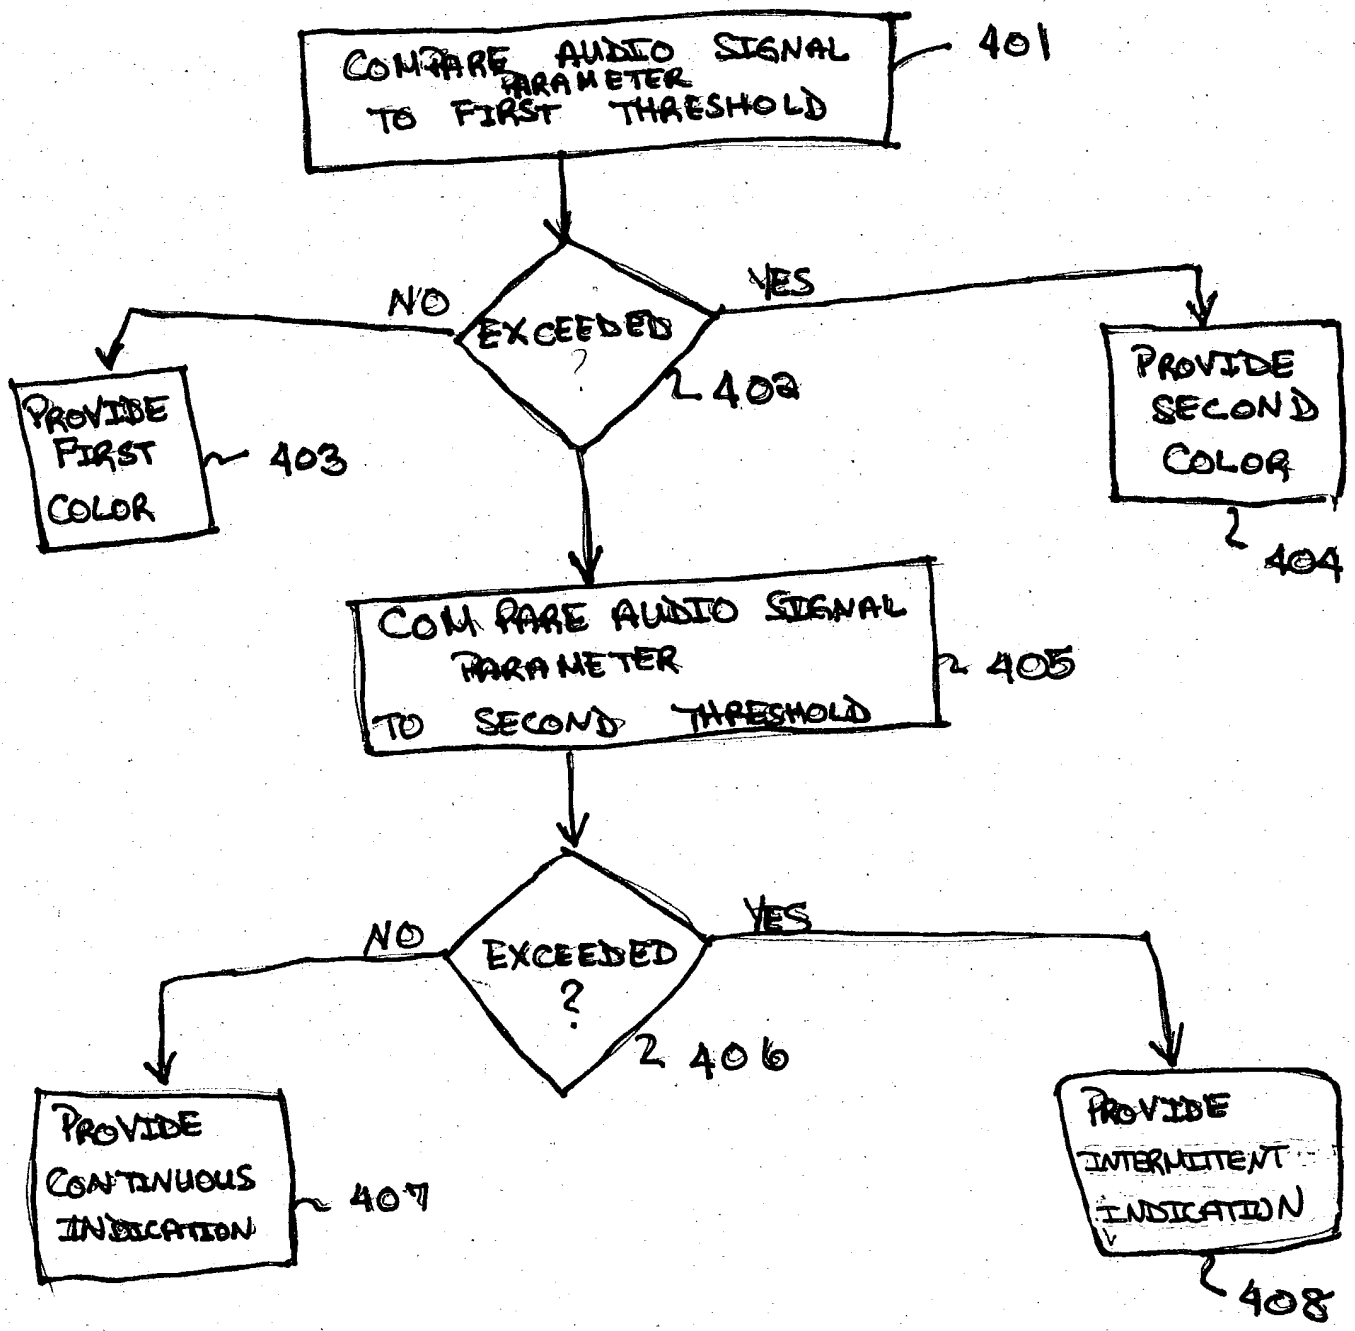 COMPARE AUDIO SIGNAL
PARAMETER
TO FIRST THRESHOLD
401
NO
YES
EXCEEDED
?
402
PROVIDE
FIRST
COLOR
403
PROVIDE
SECOND
COLOR
404
COMPARE AUDIO SIGNAL
PARAMETER
TO SECOND THRESHOLD
405
NO
YES
EXCEEDED
?
406
PROVIDE
CONTINUOUS
INDICATION
407
PROVIDE
INTERMITTENT
INDICATION
408